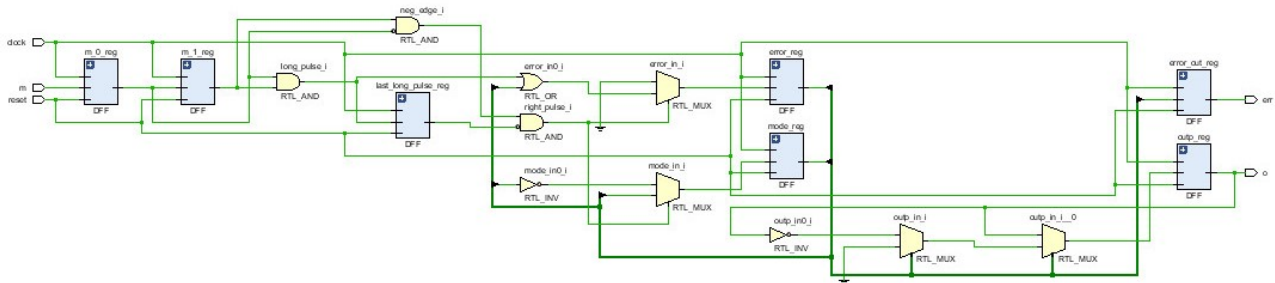 neg_edge_i
RTL_AND
clock
m
reset
m_0_reg
DFF
m_1_reg
DFF
long_pulse_i
RTL_AND
last_long_pulse_reg
DFF
error_in0_i
RTL_OR
right_pulse_i
RTL_AND
error_in_i
RTL_MUX
error_reg
DFF
mode_reg
DFF
mode_in0_i
RTL_INV
mode_in_i
RTL_MUX
outp_in0_i
RTL_INV
outp_in_i
RTL_MUX
outp_in_i__0
RTL_MUX
error_out_reg
DFF
err
outp_reg
DFF
o